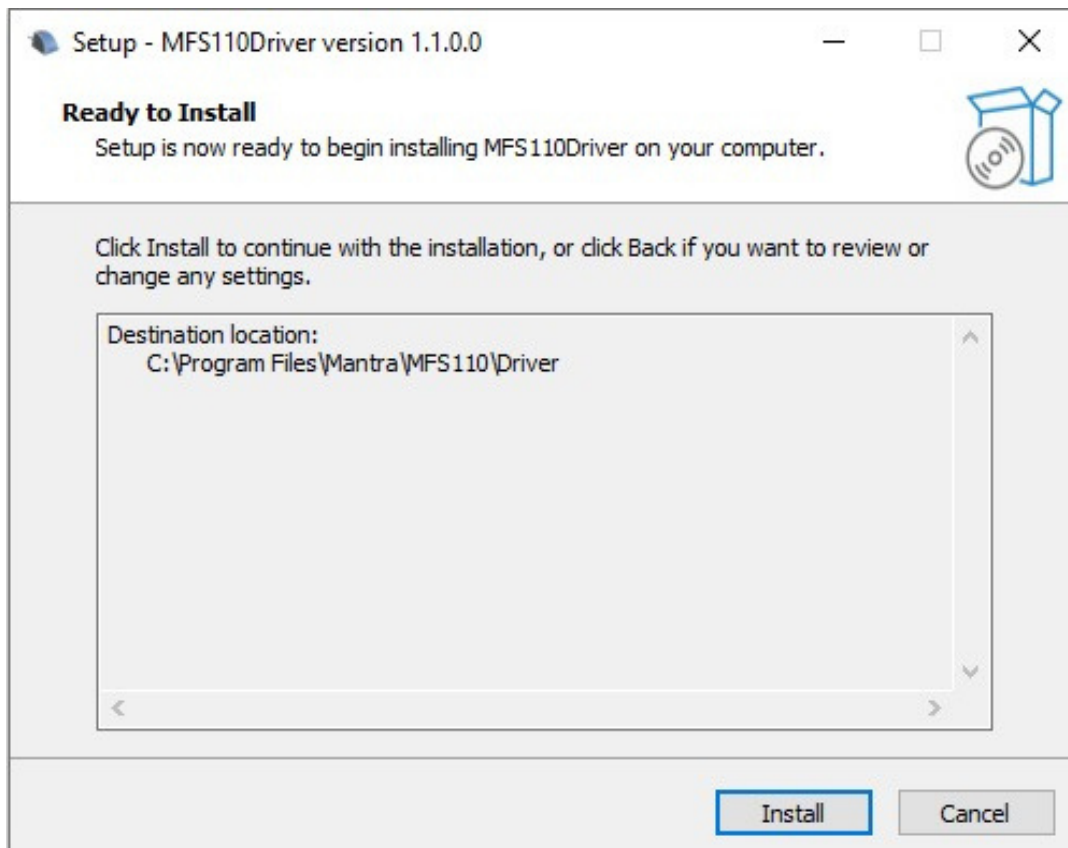 Setup - MFS110Driver version 1.1.0.0
Ready to Install
Setup is now ready to begin installing MFS110Driver on your computer.
Click Install to continue with the installation, or click Back if you want to review or
change any settings.
Destination location:
C:\Program Files\Mantra\MFS110\Driver
Install
Cancel